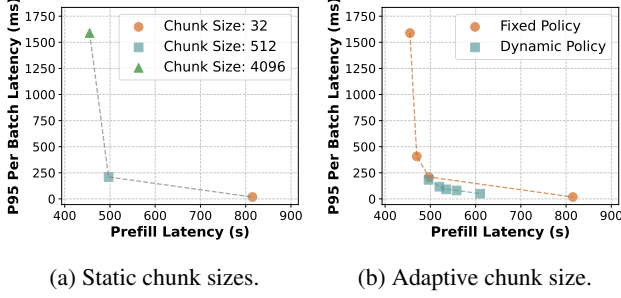 P95 Per Batch Latency (ms)
1750
1500
1250
1000
750
500
250
0
Chunk Size: 32
Chunk Size: 512
Chunk Size: 4096
400 500 600 700 800 900
Prefill Latency (s)
(a) Static chunk sizes.
P95 Per Batch Latency (ms)
1750
1500
1250
1000
750
500
250
0
Fixed Policy
Dynamic Policy
400 500 600 700 800 900
Prefill Latency (s)
(b) Adaptive chunk size.